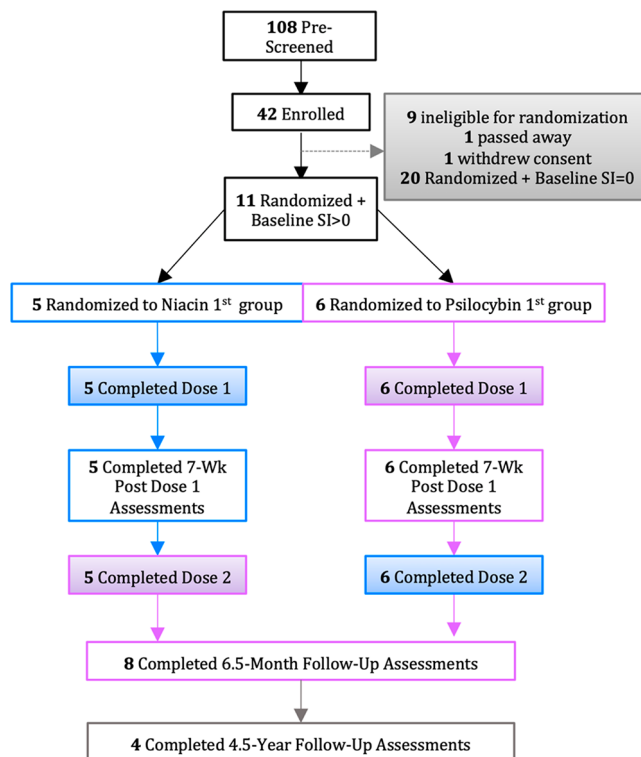 108 Pre-
Screened
42 Enrolled
9 ineligible for randomization
1 passed away
1 withdrew consent
20 Randomized + Baseline SI=0
11 Randomized +
Baseline SI>0
5 Randomized to Niacin 1st group
6 Randomized to Psilocybin 1st group
5 Completed Dose 1
6 Completed Dose 1
5 Completed 7-Wk
Post Dose 1
Assessments
6 Completed 7-Wk
Post Dose 1
Assessments
5 Completed Dose 2
6 Completed Dose 2
8 Completed 6.5-Month Follow-Up Assessments
4 Completed 4.5-Year Follow-Up Assessments